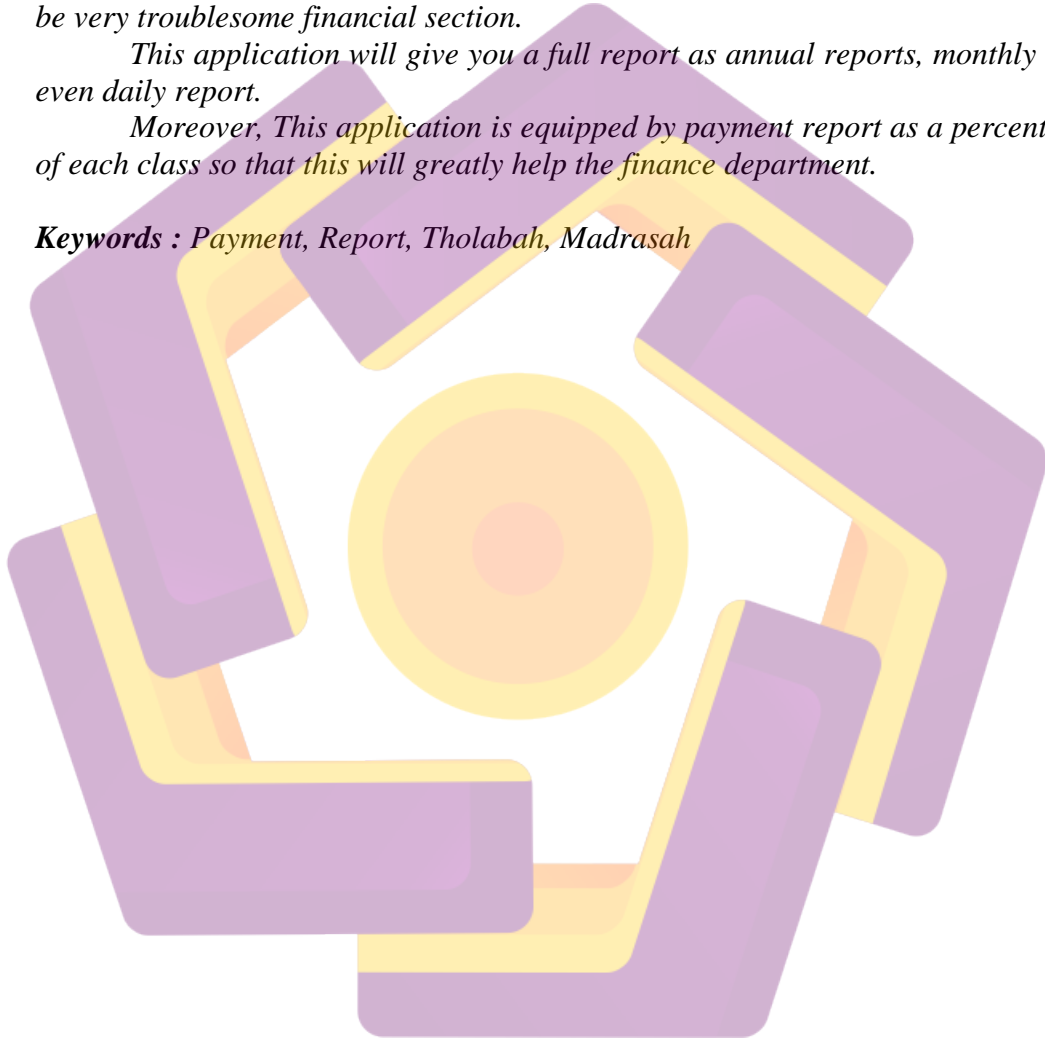 be very troublesome financial section.
This application will give you a full report as annual reports, monthly
even daily report.
Moreover, This application is equipped by payment report as a percent
of each class so that this will greatly help the finance department.
Keywords : Payment, Report, Tholabah, Madrasah